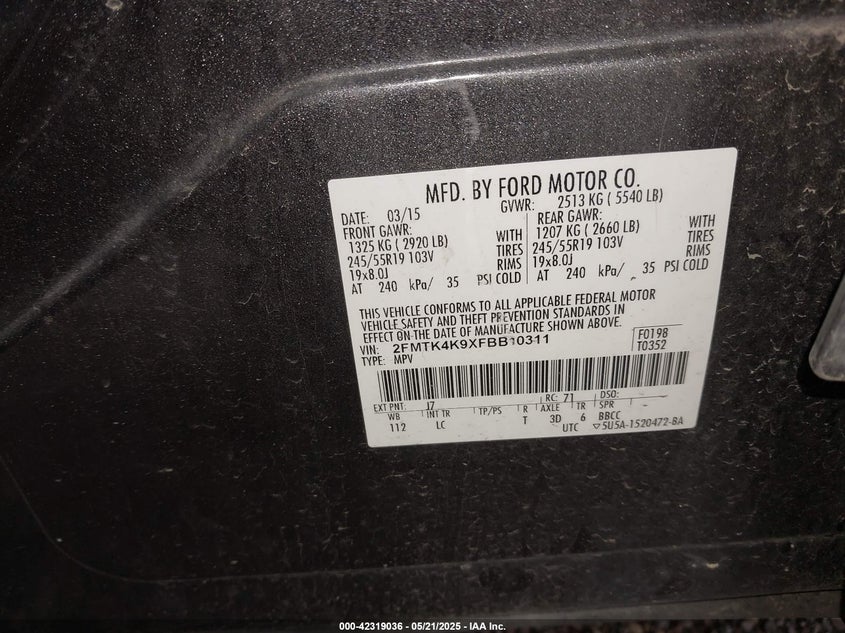 MFD. BY FORD MOTOR CO.
DATE: 03/15 GVWR: 2513 KG ( 5540 LB)
FRONT GAWR: REAR GAWR:
1325 KG ( 2920 LB) WITH 1207 KG ( 2660 LB) WITH
245/55R19 103V TIRES 245/55R19 103V TIRES
19x8.0J RIMS 19x8.0J RIMS
AT 240 kPa/ 35 PSI COLD AT 240 kPa/ 35 PSI COLD
THIS VEHICLE CONFORMS TO ALL APPLICABLE FEDERAL MOTOR
VEHICLE SAFETY AND THEFT PREVENTION STANDARDS IN
EFFECT ON THE DATE OF MANUFACTURE SHOWN ABOVE.
VIN: 2FMTK4K9XFBB10311 F0198
TYPE: MPV T0352
EXT PNT: J7 RC: 71 DSO:
WB INT TR TP/PS R AXLE TR SPR
112 LC T 3D 6 BBCC
UTC ▽5U5A-1520472-BA
000-42319036 - 05/21/2025 - IAA Inc.